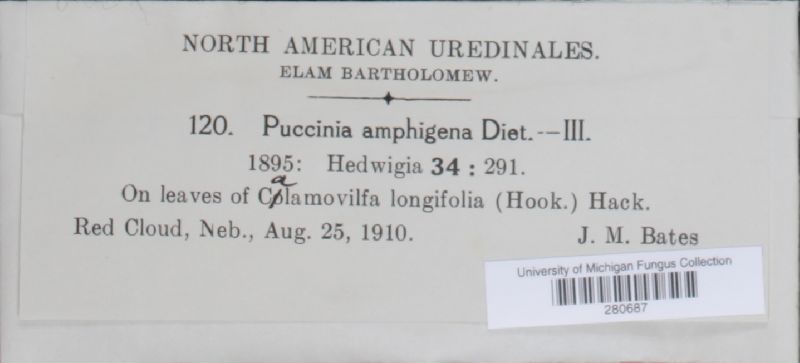 NORTH AMERICAN UREDINALES.
ELAM BARTHOLOMEW.
120. Puccinia amphigena Diet.—III.
1895: Hedwigia 34 : 291.
On leaves of Calamovilfa longifolia (Hook.) Hack.
Red Cloud, Neb., Aug. 25, 1910. J. M. Bates
University of Michigan Fungus Collection
280687